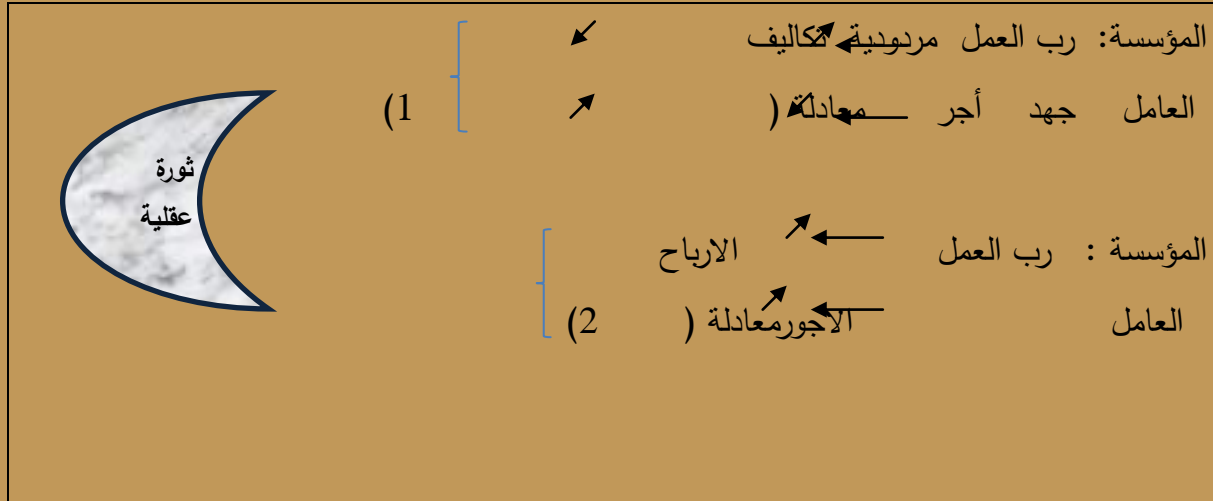 المؤسسة: رب العمل مردودية تكاليف
العامل جهد أجر معادلة ( 1)
ثورة
عقلية
المؤسسة : رب العمل الارباح
العامل الاجورمعادلة ( 2)